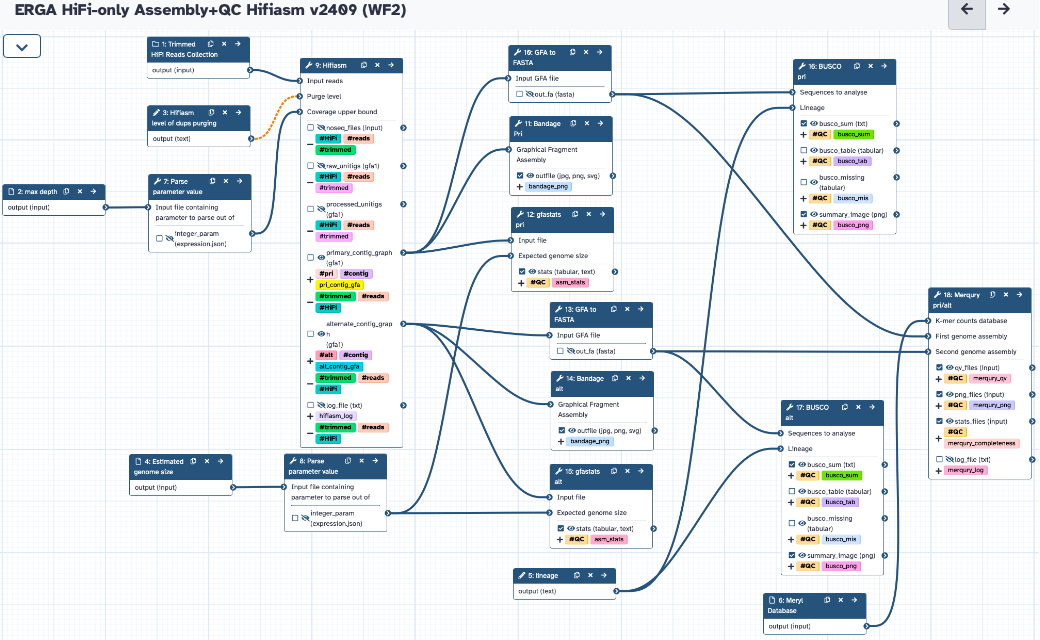 ERGA HiFi-only Assembly+QC Hifiasm v2409 (WF2)
1: Trimmed
HiFi Reads Collection
output (input)
3: Hifiasm
level of dups purging
output (text)
2: max depth
output (input)
7: Parse
parameter value
Input file containing
parameter to parse out of
integer_param
(expression.json)
4: Estimated
genome size
output (input)
8: Parse
parameter value
Input file containing
parameter to parse out of
integer_param
(expression.json)
9: Hifiasm
Input reads
Purge level
Coverage upper bound
noseq_files (input)
#HiFi #reads
#trimmed
raw_unitigs (gfa1)
#HiFi #reads
#trimmed
processed_unitigs
(gfa1)
#HiFi #reads
#trimmed
primary_contig_graph
(gfa1)
#pri #contig
pri_contig_gfa
#trimmed #reads
#HiFi
alternate_contig_grap
h
(gfa1)
#alt #contig
alt_contig_gfa
#trimmed #reads
#HiFi
log_file (txt)
hifiasm_log
#trimmed #reads
#HiFi
10: GFA to
FASTA
Input GFA file
out_fa (fasta)
11: Bandage
Pri
Graphical Fragment
Assembly
outfile (jpg, png, svg)
bandage_png
12: gfastats
pri
Input file
Expected genome size
stats (tabular, text)
#QC asm_stats
13: GFA to
FASTA
Input GFA file
out_fa (fasta)
14: Bandage
alt
Graphical Fragment
Assembly
outfile (jpg, png, svg)
bandage_png
15: gfastats
alt
Input file
Expected genome size
stats (tabular, text)
#QC asm_stats
5: lineage
output (text)
16: BUSCO
pri
Sequences to analyse
Lineage
busco_sum (txt)
#QC busco_sum
busco_table (tabular)
#QC busco_tab
busco_missing
(tabular)
#QC busco_mis
summary_image (png)
#QC busco_png
17: BUSCO
alt
Sequences to analyse
Lineage
busco_sum (txt)
#QC busco_sum
busco_table (tabular)
#QC busco_tab
busco_missing
(tabular)
#QC busco_mis
summary_image (png)
#QC busco_png
6: Meryl
Database
output (input)
18: Merqury
pri/alt
K-mer counts database
First genome assembly
Second genome assembly
qv_files (input)
#QC merqury_qv
png_files (input)
#QC merqury_png
stats_files (input)
#QC
merqury_completeness
log_file (txt)
merqury_log